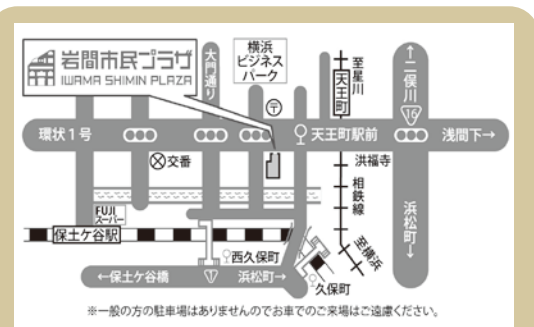 岩間市民プラザ
IWAMA SHIMIN PLAZA
大門通り
横浜
ビジネス
パーク
〒
至星川
天王町
↑二俣川
16
環状1号
天王町駅前
浅間下→
交番
洪福寺
相鉄線
浜松町↓
FUJI
スーパー
保土ケ谷駅
西久保町
至横浜
←保土ケ谷橋
1
浜松町→
久保町
※一般の方の駐車場はありませんのでお車でのご来場はご遠慮ください。